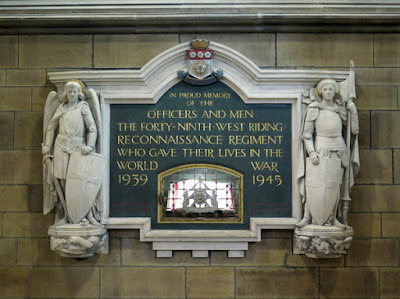 IN PROUD MEMORY
OF THE
OFFICERS AND MEN
THE FORTY-NINTH WEST RIDING
RECONNAISSANCE REGIMENT
WHO GAVE THEIR LIVES IN THE
WORLD WAR
1939 1945